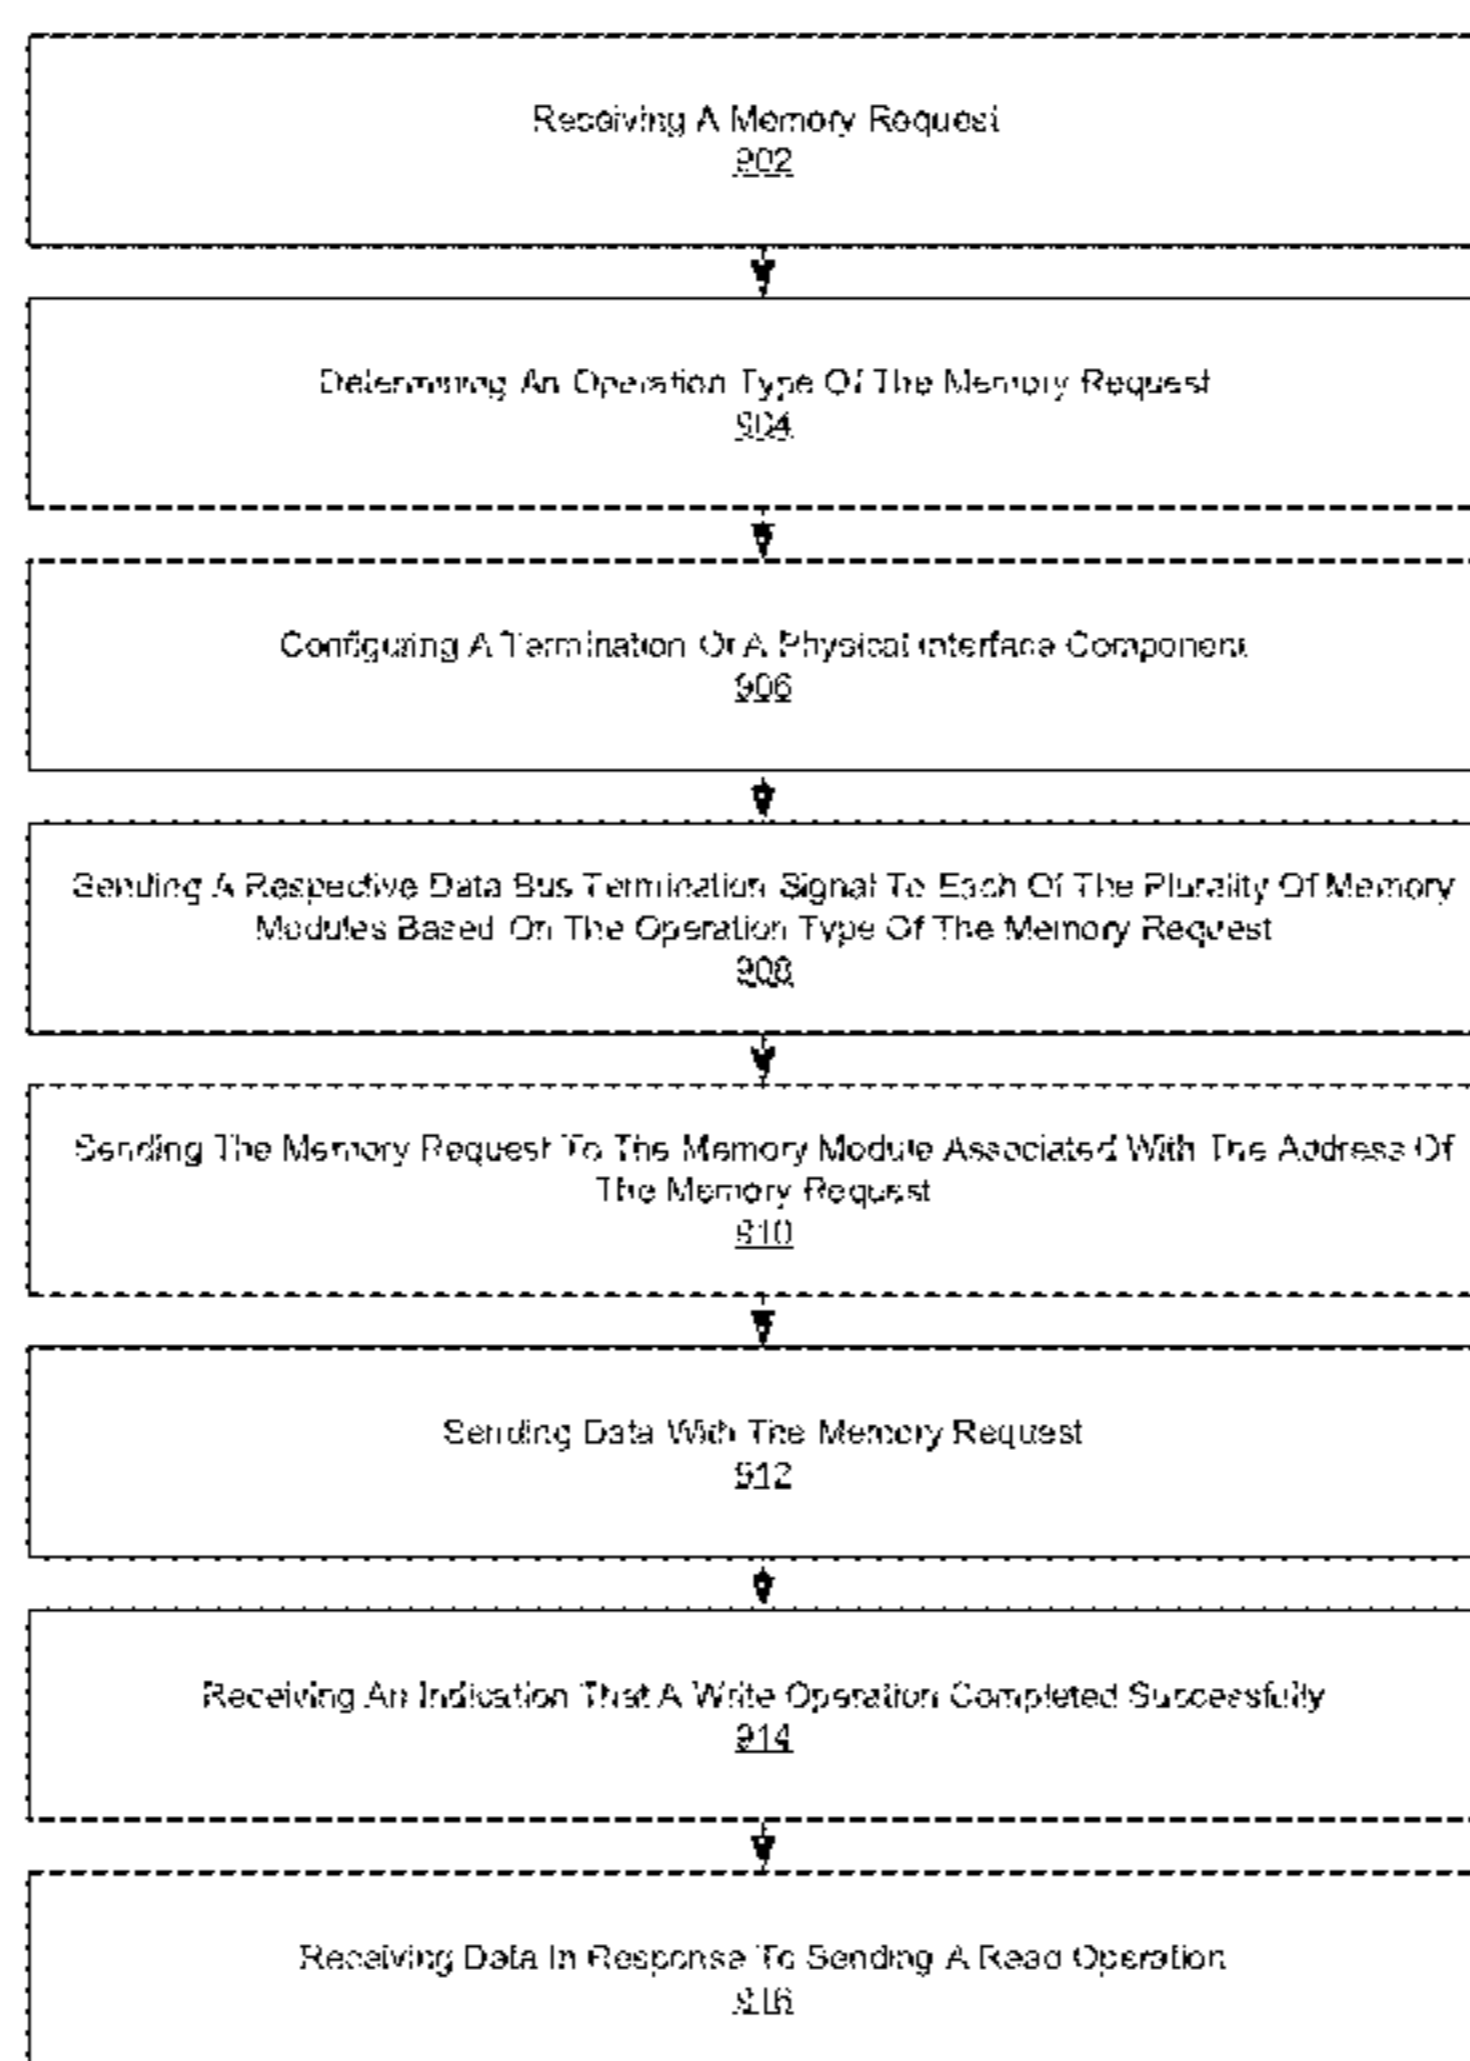 Receiving A Memory Request
902
Determining An Operation Type Of The Memory Request
904
Configuring A Termination Of A Physical Interface Component
906
Sending A Respective Data Bus Termination Signal To Each Of The Plurality Of Memory
Modules Based On The Operation Type Of The Memory Request
908
Sending The Memory Request To The Memory Module Associated With The Address Of
The Memory Request
910
Sending Data With The Memory Request
912
Receiving An Indication That A Write Operation Completed Successfully
914
Receiving Data In Response To Sending A Read Operation
916